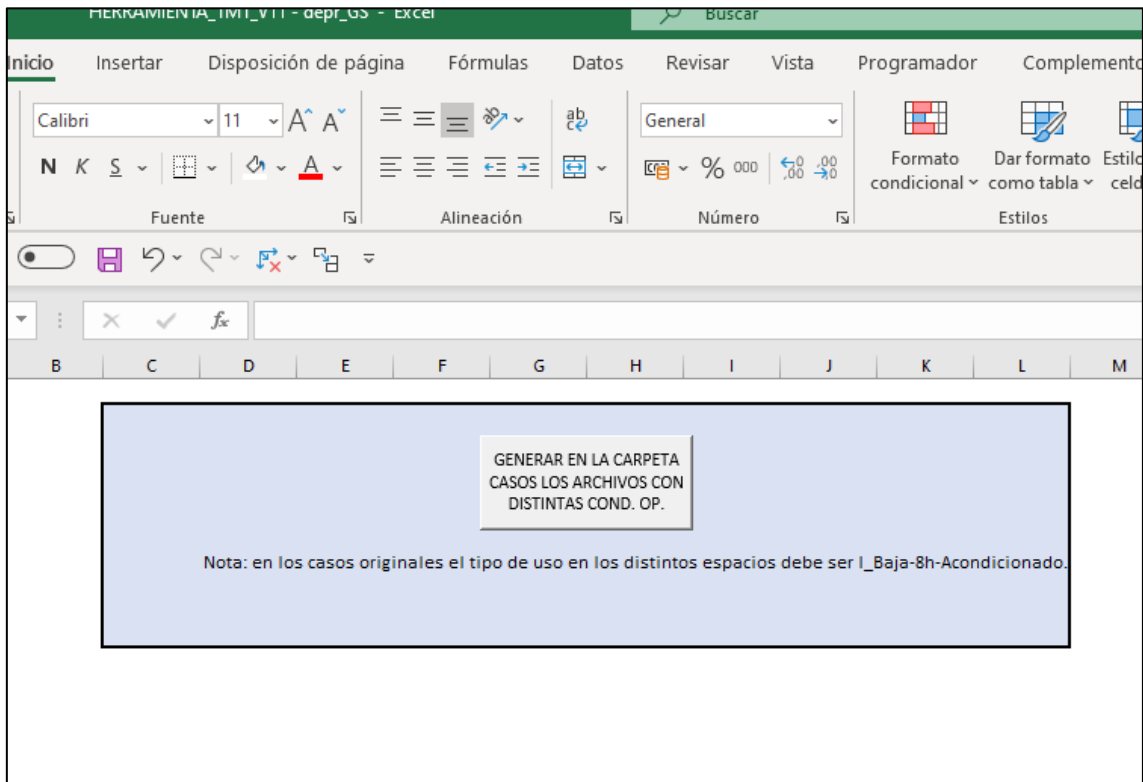 HERRAMIENTA_TMT_V11 - depr_GS - Excel
Buscar
Inicio Insertar Disposición de página Fórmulas Datos Revisar Vista Programador Complemento
Calibri 11 A A ab General
N K S A % 000
Formato condicional
Dar formato como tabla
Fuente Alineación Número Estilos
fx
B C D E F G H I J K L M
GENERAR EN LA CARPETA
CASOS LOS ARCHIVOS CON
DISTINTAS COND. OP.
Nota: en los casos originales el tipo de uso en los distintos espacios debe ser I_Baja-8h-Acondicionado.